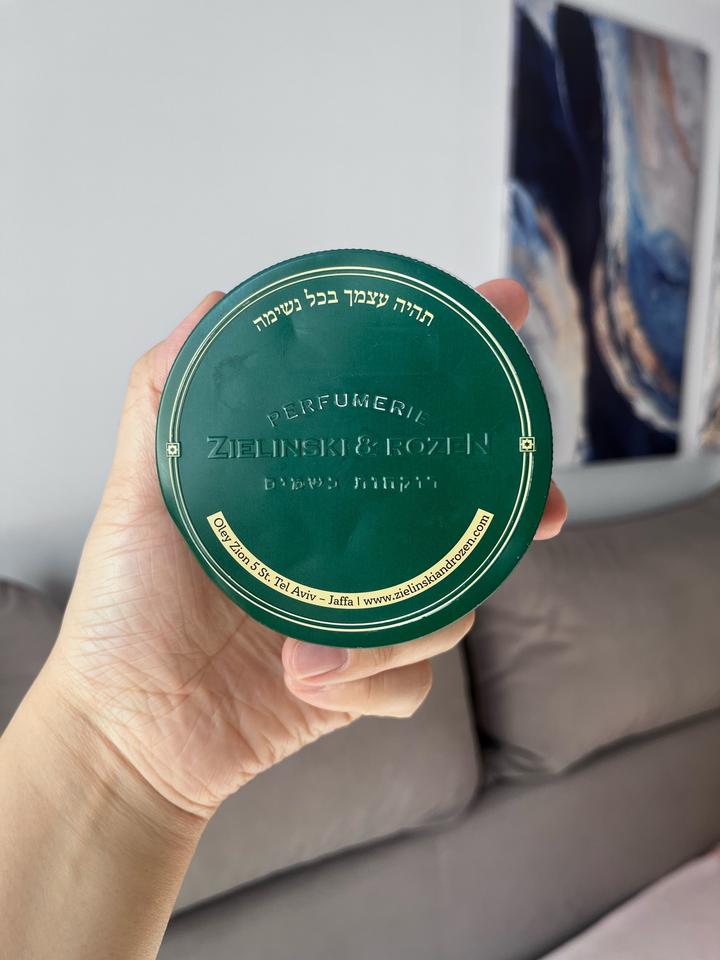 תהיה עצמך בכל נשימה
PERFUMERIE
ZIELINSKI & ROZEN
רוקחות בשמים
Oley Zion 5 St. Tel Aviv – Jaffa | www.zielinskiandrozen.com